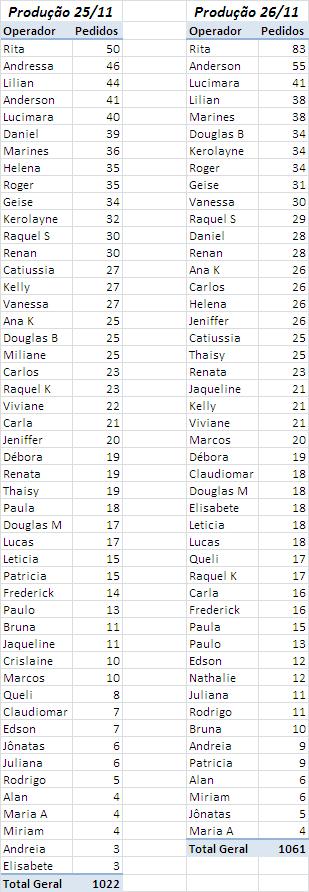 Produção 25/11 Produção 26/11
Operador Pedidos Operador Pedidos
Rita 50 Rita 83
Andressa 46 Anderson 55
Lilian 44 Lucimara 41
Anderson 41 Lilian 38
Lucimara 40 Marines 38
Daniel 39 Douglas B 34
Marines 36 Kerolayne 34
Helena 35 Roger 34
Roger 35 Geise 31
Geise 34 Vanessa 30
Kerolayne 32 Raquel S 29
Raquel S 30 Daniel 28
Renan 30 Renan 28
Catiussia 27 Ana K 26
Kelly 27 Carlos 26
Vanessa 27 Helena 26
Ana K 25 Jeniffer 26
Douglas B 25 Catiussia 25
Miliane 25 Thaisy 25
Carlos 23 Renata 23
Raquel K 23 Jaqueline 21
Viviane 22 Kelly 21
Carla 21 Viviane 21
Jeniffer 20 Marcos 20
Débora 19 Débora 19
Renata 19 Claudiomar 18
Thaisy 19 Douglas M 18
Paula 18 Elisabete 18
Douglas M 17 Leticia 18
Lucas 17 Lucas 18
Leticia 15 Queli 17
Patricia 15 Raquel K 17
Frederick 14 Carla 16
Paulo 13 Frederick 16
Bruna 11 Paula 15
Jaqueline 11 Paulo 13
Crislaine 10 Edson 12
Marcos 10 Nathalie 12
Queli 8 Juliana 11
Claudiomar 7 Rodrigo 11
Edson 7 Bruna 10
Jônatas 6 Andreia 9
Juliana 6 Patricia 9
Rodrigo 5 Alan 6
Alan 4 Miriam 6
Maria A 4 Jônatas 5
Miriam 4 Maria A 4
Andreia 3 Total Geral 1061
Elisabete 3
Total Geral 1022